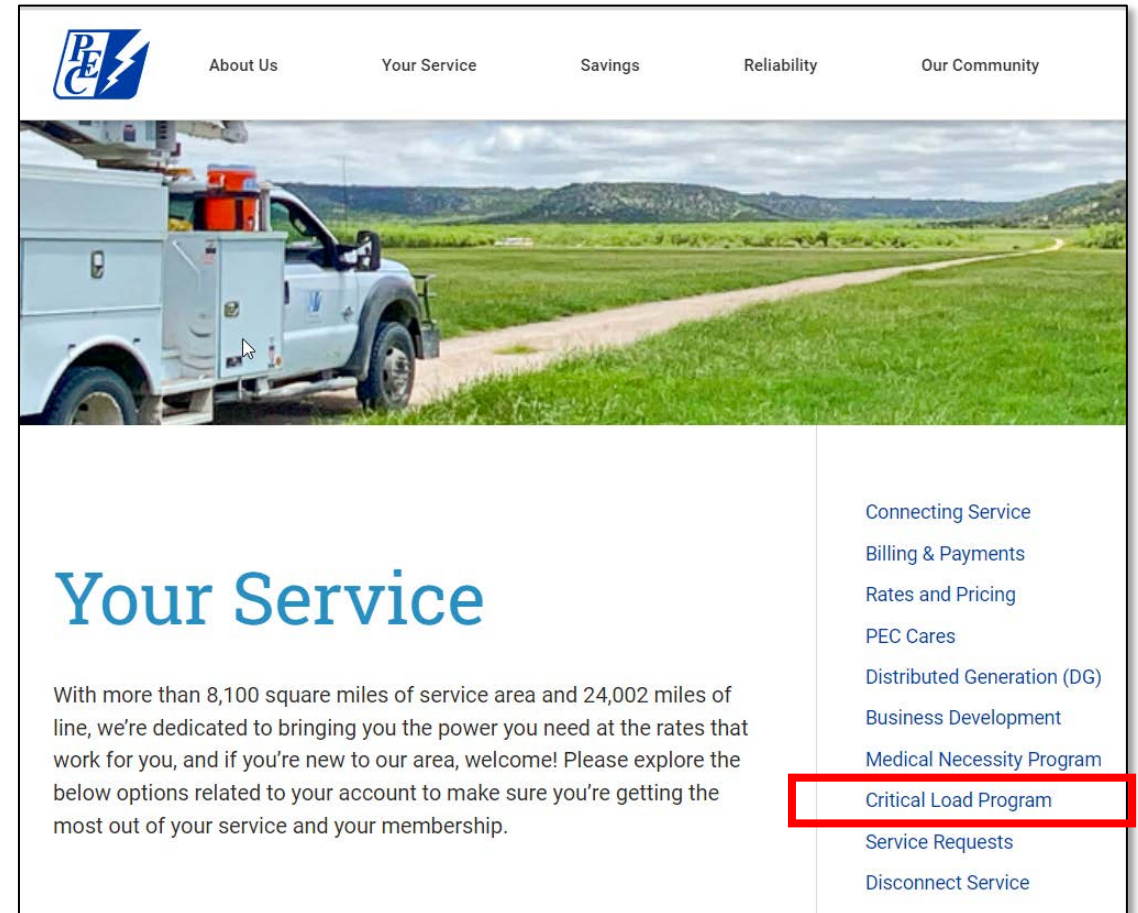 PEC
About Us
Your Service
Savings
Reliability
Our Community
Your Service
With more than 8,100 square miles of service area and 24,002 miles of
line, we’re dedicated to bringing you the power you need at the rates that
work for you, and if you’re new to our area, welcome! Please explore the
below options related to your account to make sure you’re getting the
most out of your service and your membership.
Connecting Service
Billing & Payments
Rates and Pricing
PEC Cares
Distributed Generation (DG)
Business Development
Medical Necessity Program
Critical Load Program
Service Requests
Disconnect Service